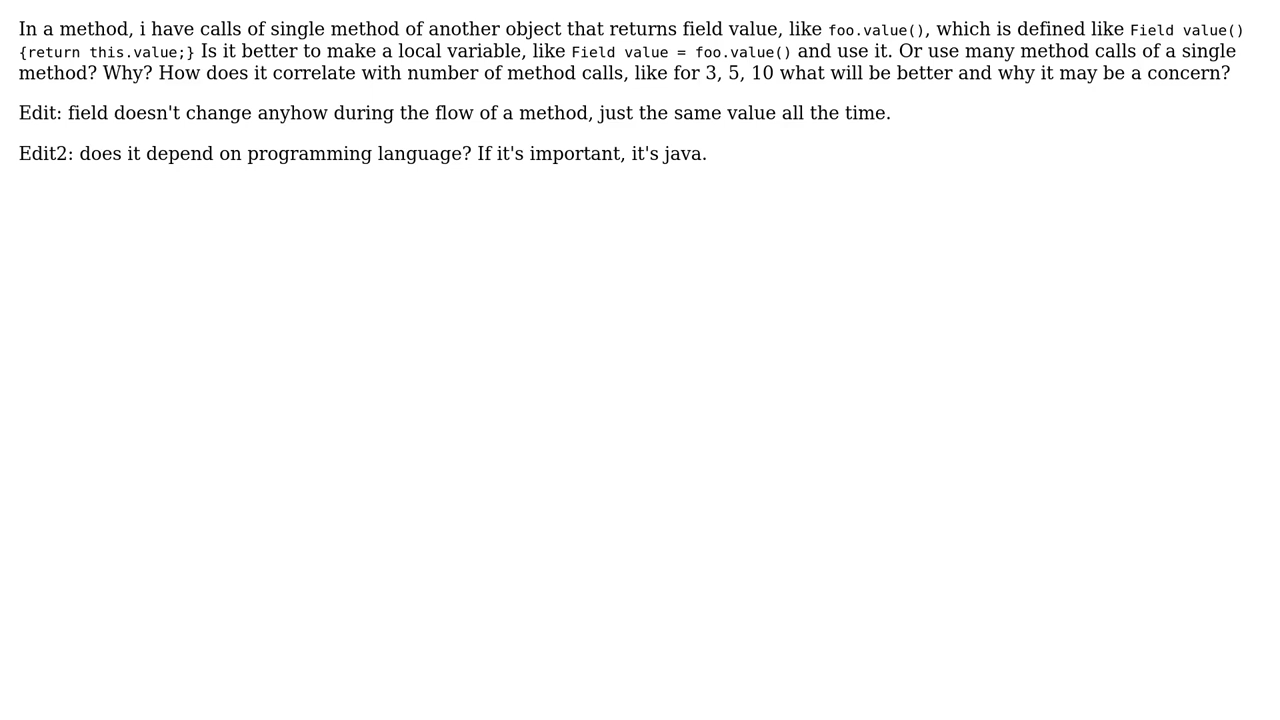 In a method, i have calls of single method of another object that returns field value, like foo.value(), which is defined like Field value()
{return this.value;} Is it better to make a local variable, like Field value = foo.value() and use it. Or use many method calls of a single
method? Why? How does it correlate with number of method calls, like for 3, 5, 10 what will be better and why it may be a concern?
Edit: field doesn't change anyhow during the flow of a method, just the same value all the time.
Edit2: does it depend on programming language? If it's important, it's java.